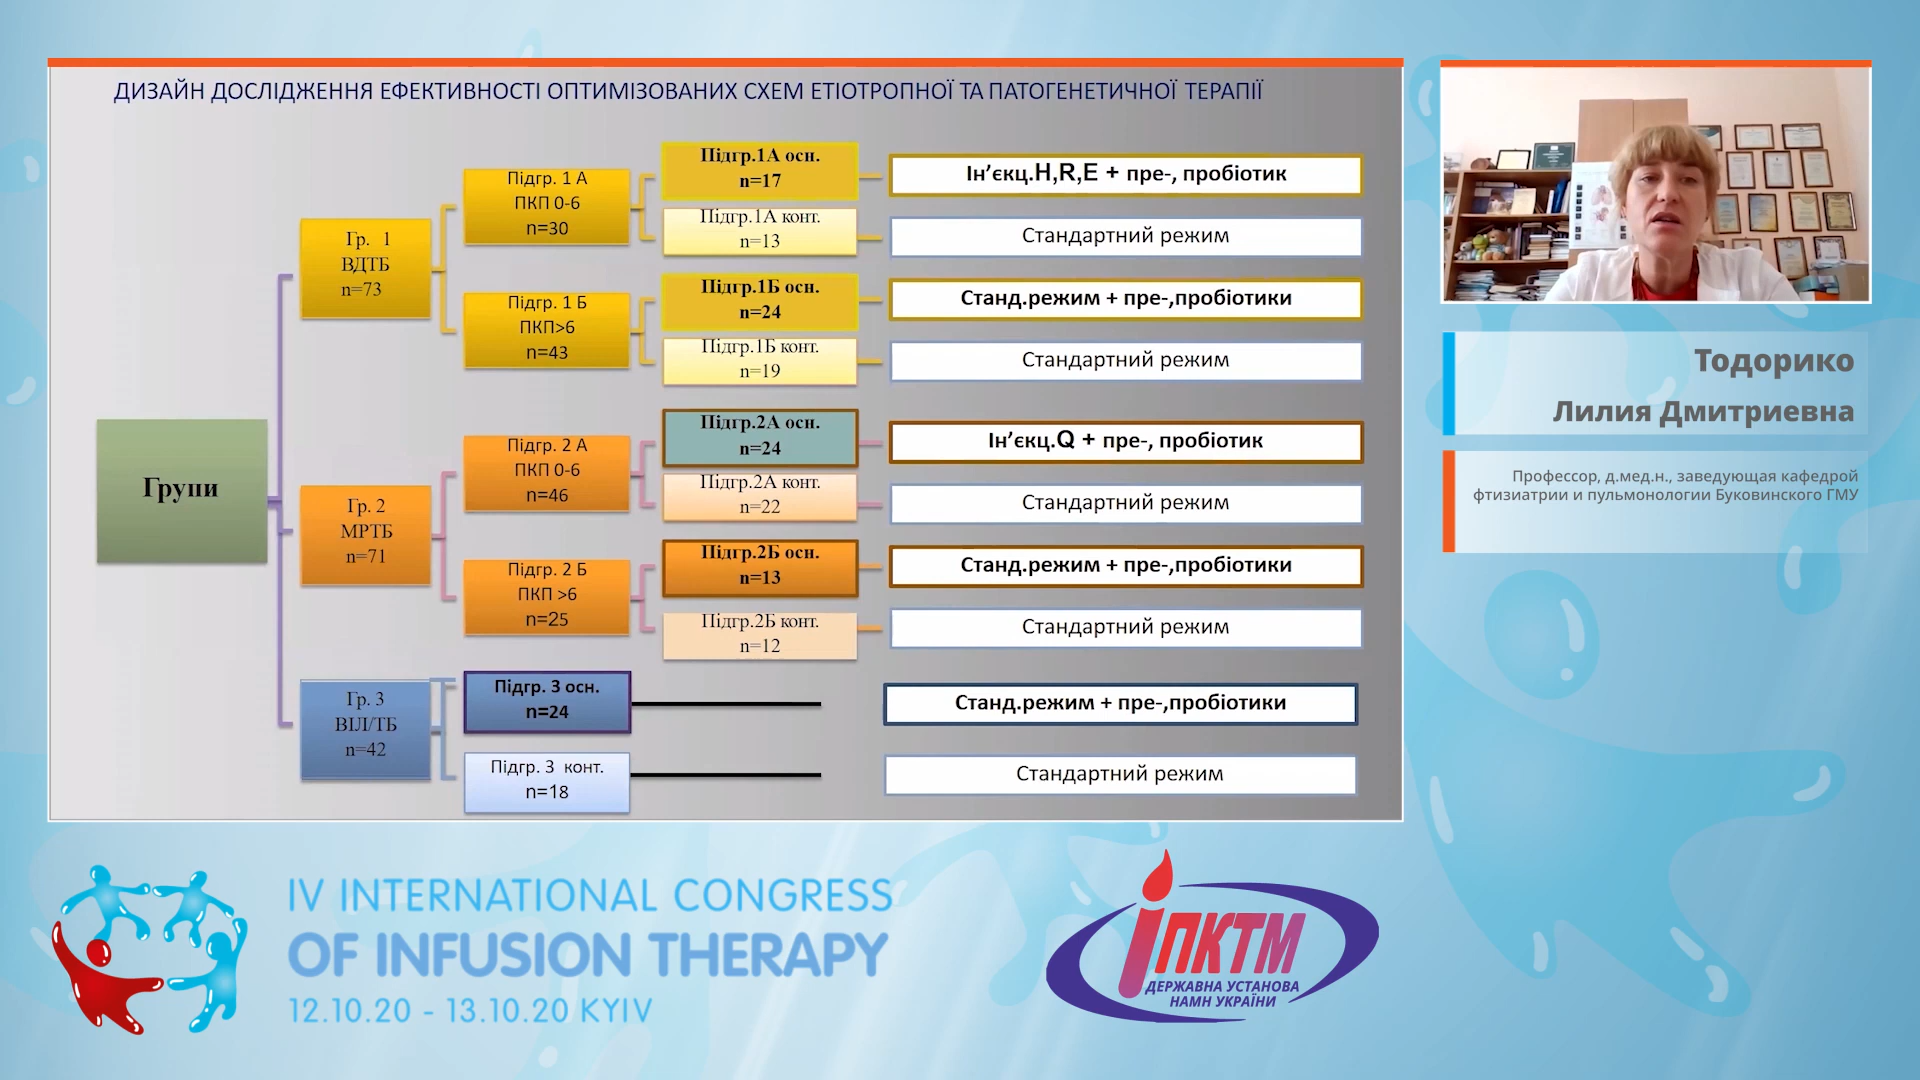 ДИЗАЙН ДОСЛІДЖЕННЯ ЕФЕКТИВНОСТІ ОПТИМІЗОВАНИХ СХЕМ ЕТІОТРОПНОЇ ТА ПАТОГЕНЕТИЧНОЇ ТЕРАПІЇ
Групи
Гр. 1
ВДТБ
n=73
Підгр. 1 А
ПКП 0-6
n=30
Підгр.1А осн.
n=17
Ін’єкц.H,R,E + пре-, пробіотик
Підгр.1А конт.
n=13
Стандартний режим
Підгр. 1 Б
ПКП>6
n=43
Підгр.1Б осн.
n=24
Станд.режим + пре-,пробіотики
Підгр.1Б конт.
n=19
Стандартний режим
Гр. 2
МРТБ
n=71
Підгр. 2 А
ПКП 0-6
n=46
Підгр.2А осн.
n=24
Ін’єкц.Q + пре-, пробіотик
Підгр.2А конт.
n=22
Стандартний режим
Підгр. 2 Б
ПКП >6
n=25
Підгр.2Б осн.
n=13
Станд.режим + пре-,пробіотики
Підгр.2Б конт.
n=12
Стандартний режим
Гр. 3
ВІЛ/ТБ
n=42
Підгр. 3 осн.
n=24
Станд.режим + пре-,пробіотики
Підгр. 3 конт.
n=18
Стандартний режим
Тодорико
Лилия Дмитриевна
Профессор, д.мед.н., заведующая кафедрой
фтизиатрии и пульмонологии Буковинского ГМУ
IV INTERNATIONAL CONGRESS
OF INFUSION THERAPY
12.10.20 - 13.10.20 KYIV
іПКТМ
ДЕРЖАВНА УСТАНОВА
НАМН УКРАЇНИ